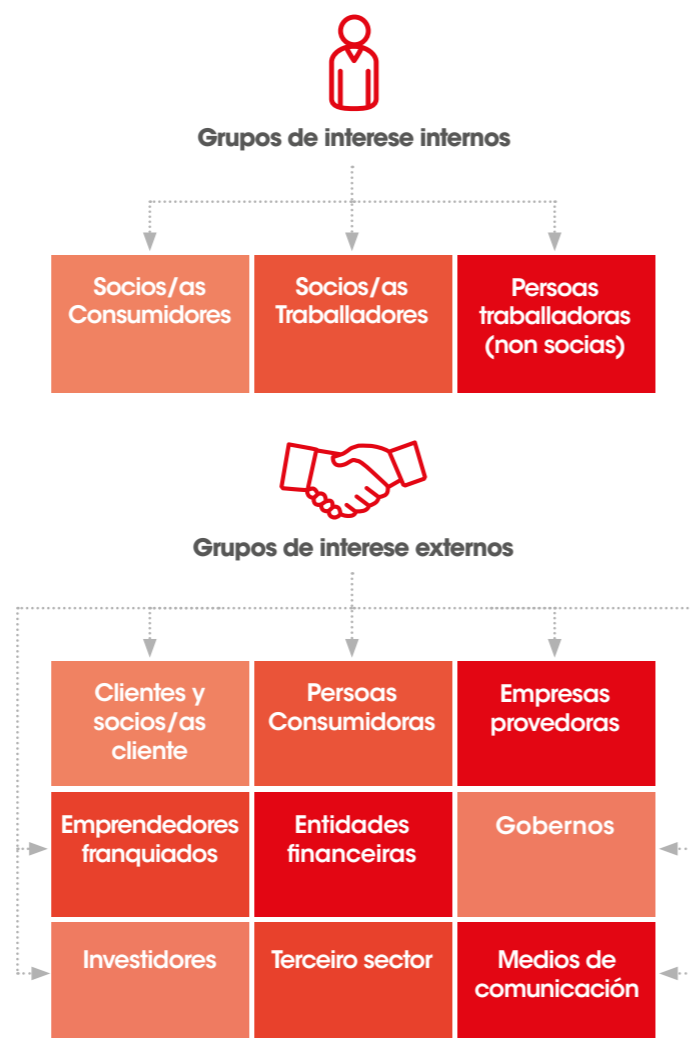 Grupos de interese internos
Socios/as
Consumidores
Socios/as
Traballadores
Persoas
traballadoras
(non socias)
Grupos de interese externos
Clientes y
socios/as
cliente
Persoas
Consumidoras
Empresas
provedoras
Emprendedores
franquiados
Entidades
financeiras
Gobernos
Investidores
Terceiro sector
Medios de
comunicación